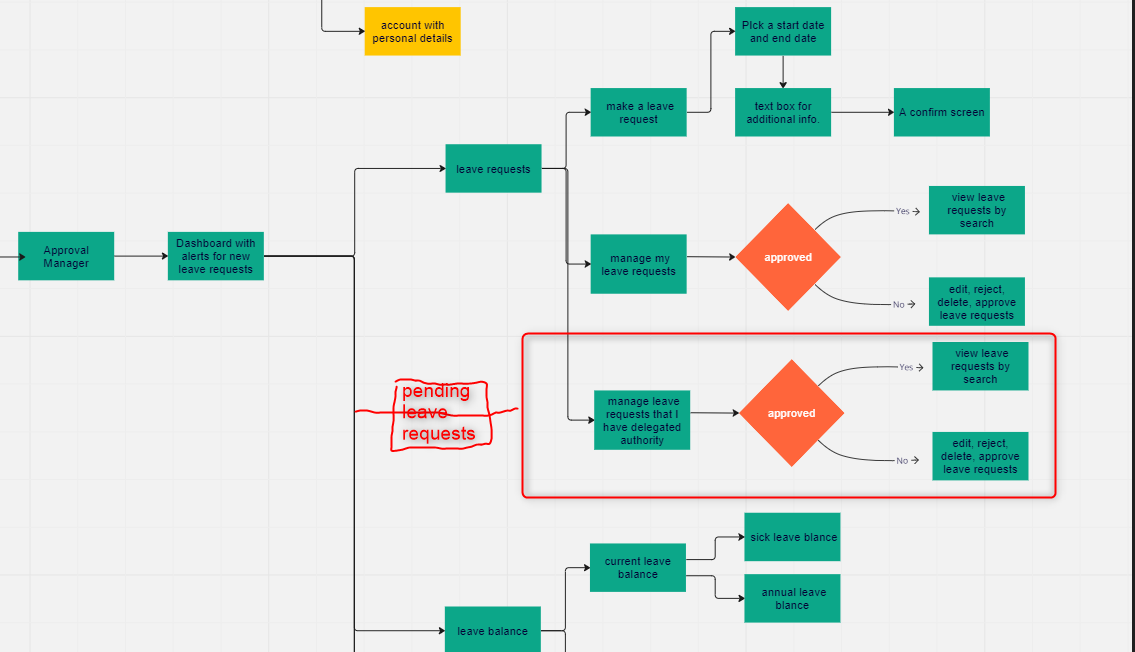 account with
personal details
PIck a start date
and end date
make a leave
request
text box for
additional info.
A confirm screen
leave requests
Approval
Manager
Dashboard with
alerts for new
leave requests
manage my
leave requests
approved
Yes
view leave
requests by
search
No
edit, reject,
delete, approve
leave requests
pending
leave
requests
manage leave
requests that I
have delegated
authority
approved
Yes
view leave
requests by
search
No
edit, reject,
delete, approve
leave requests
current leave
balance
sick leave blance
annual leave
blance
leave balance